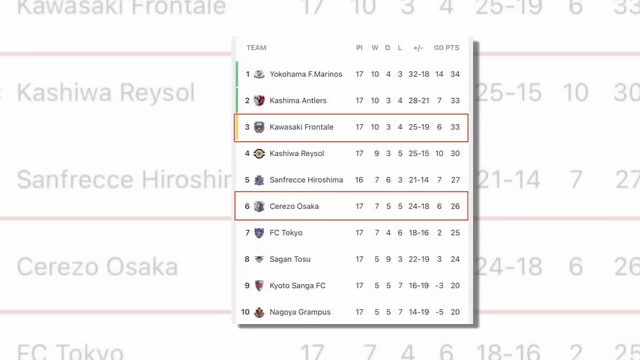 Kawasaki Frontale 17 10 3 4 25-19 6 33
Kashiwa Reysol 25-15 10 30
Sanfrecce Hiroshir 21-14 7 27
Cerezo Osaka 24-18 6 26
FC Tokyo 17 7 4 6 18-16 2 25
TEAM Pl W D L +/- GD PTS
1 Yokohama F.Marinos 17 10 4 3 32-18 14 34
2 Kashima Antlers 17 10 3 4 28-21 7 33
3 Kawasaki Frontale 17 10 3 4 25-19 6 33
4 Kashiwa Reysol 17 9 3 5 25-15 10 30
5 Sanfrecce Hiroshima 16 7 6 3 21-14 7 27
6 Cerezo Osaka 17 7 5 5 24-18 6 26
7 FC Tokyo 17 7 4 6 18-16 2 25
8 Sagan Tosu 17 5 9 3 22-19 3 24
9 Kyoto Sanga FC 17 5 5 7 16-19 -3 20
10 Nagoya Grampus 17 5 5 7 14-19 -5 20